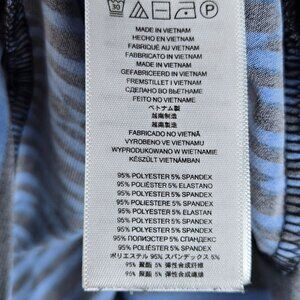 30
P
MADE IN VIETNAM
HECHO EN VIETNAM
FABRIQUÉ AU VIETNAM
FABBRICATO IN VIETNAM
MADE IN VIETNAM
GEFABRICEERD IN VIETNAM
FREMSTILLET I VIETNAM
СДЕЛАНО ВО ВЬЕТНАМЕ
FEITO NO VIETNAME
ベトナム製
越南制造
越南製造
FABRICADO NO VIETNÃ
VYROBENO VE VIETNAMU
WYPRODUKOWANO W WIETNAMIE
KÉSZÜLT VIETNÁMBAN
95% POLYESTER 5% SPANDEX
95% POLIÉSTER 5% ELASTANO
95% POLYESTER 5% SPANDEX
95% POLIESTERE 5% SPANDEX
95% POLYESTER 5% ELASTAN
95% POLYESTER 5% SPANDEX
95% POLYESTER 5% SPANDEX
95% ПОЛИЭСТЕР 5% СПАНДЕКС
95% POLIÉSTER 5% SPANDEX
ポリエステル 95% スパンデックス 5%
95% 聚酯 5% 弹性合成纤维
95% 聚酯 5% 彈性合成纖維